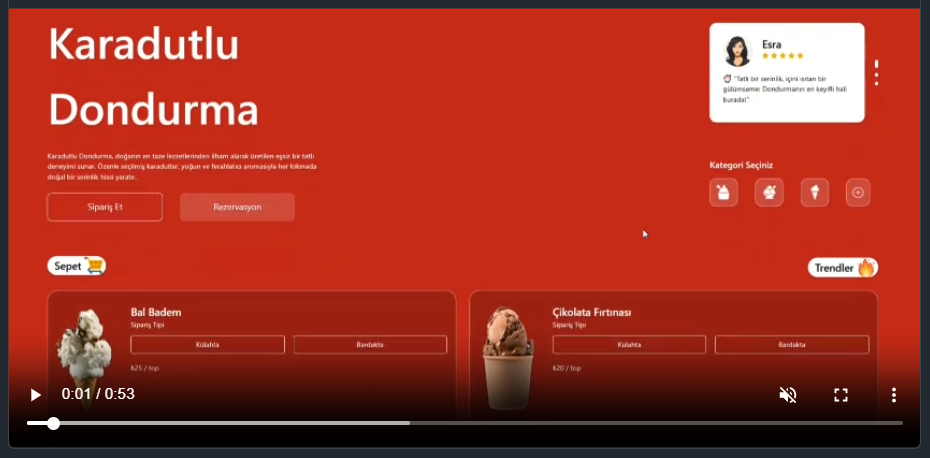 Karadutlu
Dondurma
Karadutlu Dondurma, doğanın en taze lezzetlerinden ilham alarak üretilen eşsiz bir tatlı
deneyimi sunar. Özenle seçilmiş karadutlar, yoğun ve ferahlatıcı aromasıyla her lokmada
doğal bir serinlik hissi yaratır.
Sipariş Et
Rezervasyon
Esra
"Tatlı bir serinlik, içini ısıtan bir
gülümseme: Dondurmanın en keyifli hali
burada!"
Kategori Seçiniz
Sepet
Trendler
Bal Badem
Sipariş Tipi
Külahta
Bardakta
₺25 / top
Çikolata Fırtınası
Sipariş Tipi
Külahta
Bardakta
₺20 / top
0:01 / 0:53